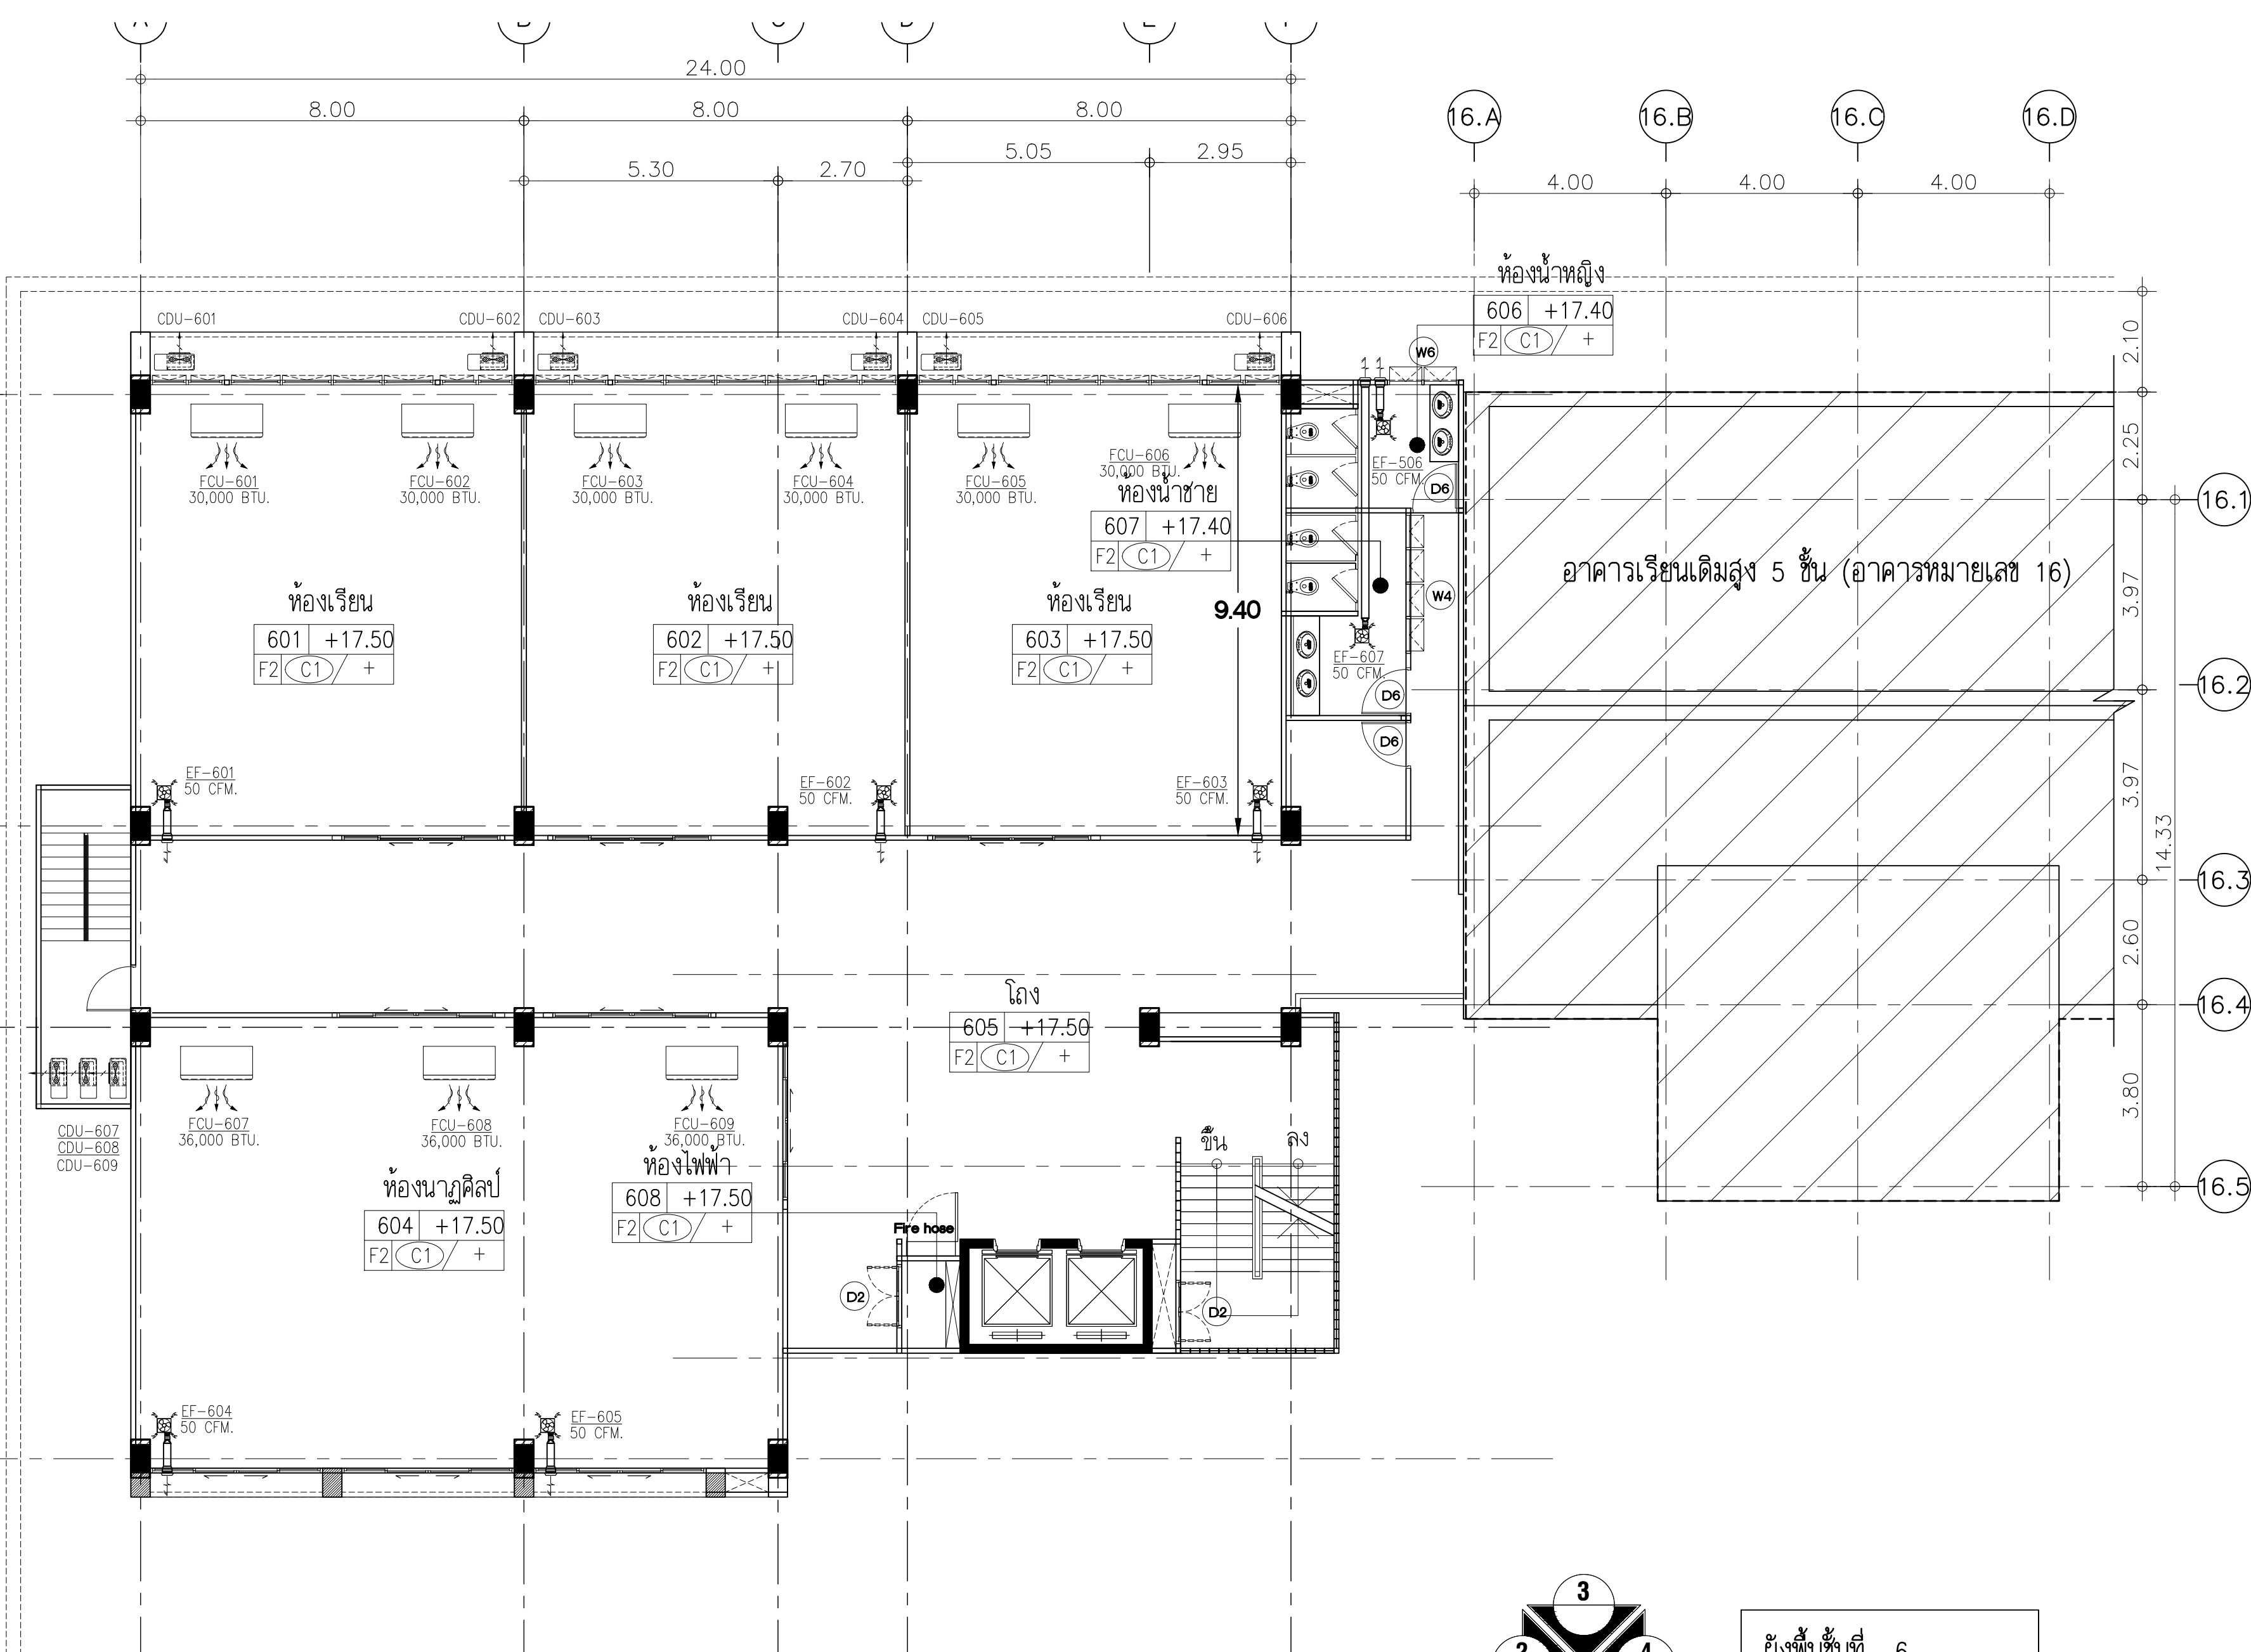 24.00
8.00
8.00
8.00
5.05
2.95
5.30
2.70
16.A
16.B
16.C
16.D
4.00
4.00
4.00
ห้องน้ำหญิง
606 +17.40
F2 C1 / +
CDU-601
CDU-602
CDU-603
CDU-604
CDU-605
CDU-606
W6
2.10
2.25
FCU-601
30,000 BTU.
FCU-602
30,000 BTU.
FCU-603
30,000 BTU.
FCU-604
30,000 BTU.
FCU-605
30,000 BTU.
FCU-606
30,000 BTU.
EF-506
50 CFM.
D6
ห้องน้ำชาย
607 +17.40
F2 C1 / +
16.1
อาคารเรียนเดิมสูง 5 ชั้น (อาคารหมายเลข 16)
3.97
W4
9.40
ห้องเรียน
601 +17.50
F2 C1 / +
ห้องเรียน
602 +17.50
F2 C1 / +
ห้องเรียน
603 +17.50
F2 C1 / +
EF-607
50 CFM.
D6
D6
16.2
EF-601
50 CFM.
EF-602
50 CFM.
EF-603
50 CFM.
3.97
14.33
16.3
2.60
โถง
605 +17.50
F2 C1 / +
16.4
3.80
CDU-607
CDU-608
CDU-609
FCU-607
36,000 BTU.
FCU-608
36,000 BTU.
FCU-609
36,000 BTU.
ขึ้น
ลง
ห้องนาฏศิลป์
604 +17.50
F2 C1 / +
ห้องไฟฟ้า
608 +17.50
F2 C1 / +
16.5
Fire hose
D2
D2
EF-604
50 CFM.
EF-605
50 CFM.
3
2
4
ผังพื้นชั้นที่ 6